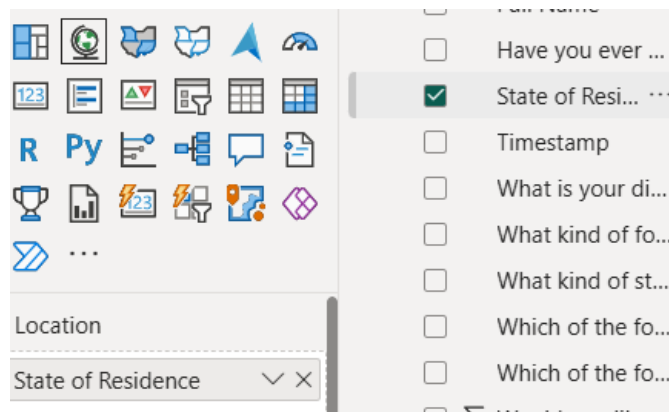 Full Name
Have you ever ...
123
State of Resi... ...
R Py
Timestamp
123
What is your di...
What kind of fo...
...
What kind of st...
Location
Which of the fo...
State of Residence
Which of the fo...